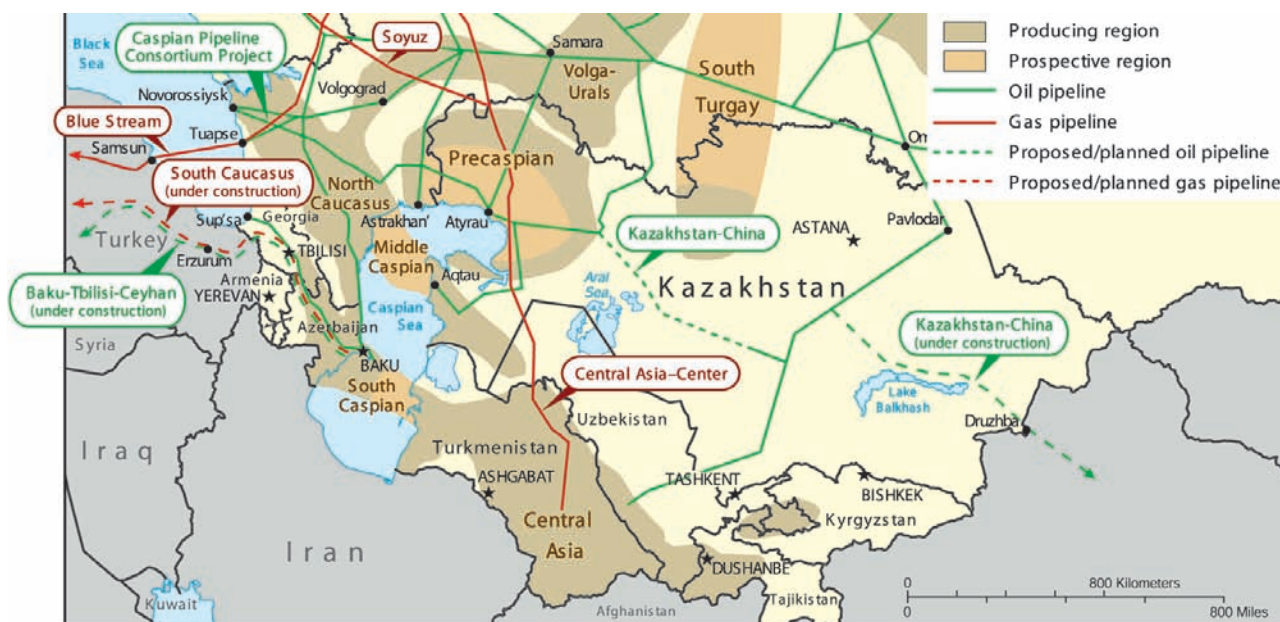 Black
Sea
Caspian Pipeline
Consortium Project
Soyuz
Samara
Volga-
Urals
South
Turgay
Producing region
Prospective region
Oil pipeline
Gas pipeline
Proposed/planned oil pipeline
Proposed/planned gas pipeline
Novorossiysk
Volgograd
Blue Stream
Tuapse
Samsun
Om
Precaspian
South Caucasus
(under construction)
North
Caucasus
Sup'sa
Georgia
Astrakhan'
Atyrau
Pavlodar
ASTANA
Kazakhstan-China
Turkey
Erzurum
TBILISI
Middle
Caspian
Aqtau
Aral
Sea
Kazakhstan
Armenia
YEREVAN
Baku-Tbilisi-Ceyhan
(under construction)
Caspian
Sea
Azerbaijan
Kazakhstan-China
(under construction)
Syria
BAKU
South
Caspian
Central Asia–Center
Lake
Balkhash
Uzbekistan
Druzhba
Iraq
Turkmenistan
ASHGABAT
TASHKENT
BISHKEK
Kyrgyzstan
Central
Asia
Iran
DUSHANBE
Tajikistan
Kuwait
Afghanistan
0
800 Kilometers
0
800 Miles